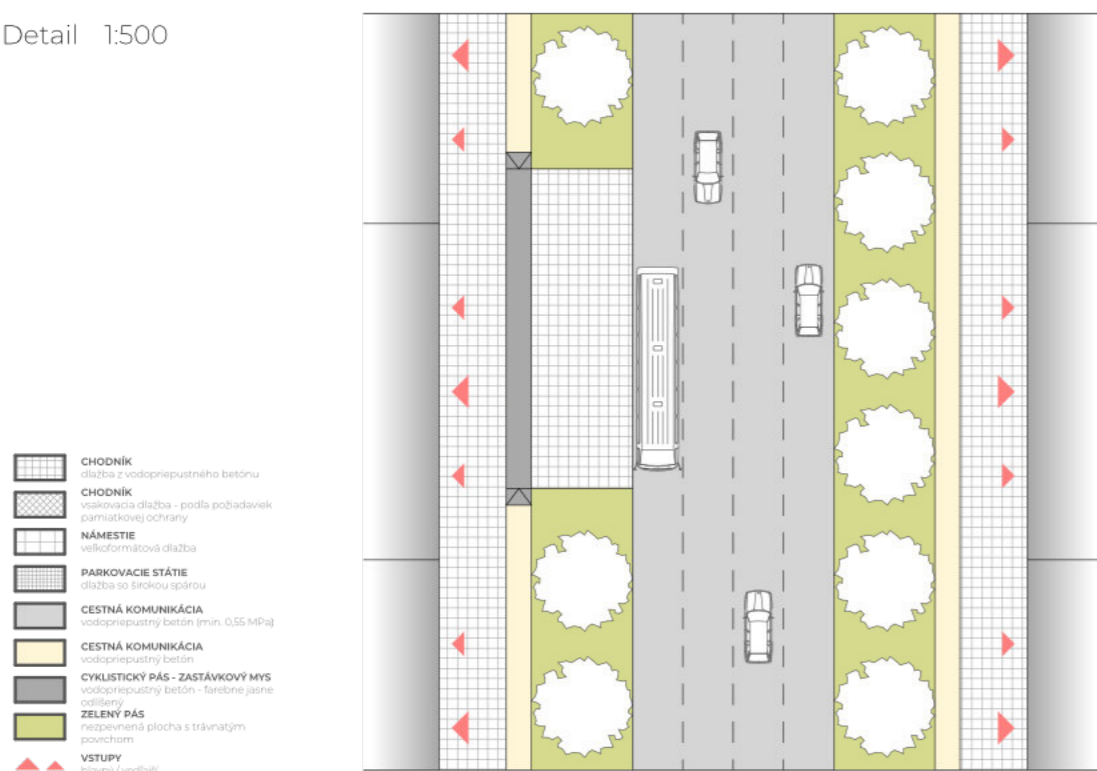 Detail 1:500
CHODNÍK
dlažba z vodopriepustného betónu
CHODNÍK
vsakovacia dlažba - podľa požiadaviek
pamiatkovej ochrany
NÁMESTIE
veľkoformátová dlažba
PARKOVACIE STÁTIE
dlažba so širokou spárou
CESTNÁ KOMUNIKÁCIA
vodopriepustný betón (min. 0,55 MPa)
CESTNÁ KOMUNIKÁCIA
vodopriepustný betón
CYKLISTICKÝ PÁS - ZASTÁVKOVÝ MYS
vodopriepustný betón - farebne jasne
odlíšený
ZELENÝ PÁS
nezpevnená plocha s trávnatým
povrchom
VSTUPY